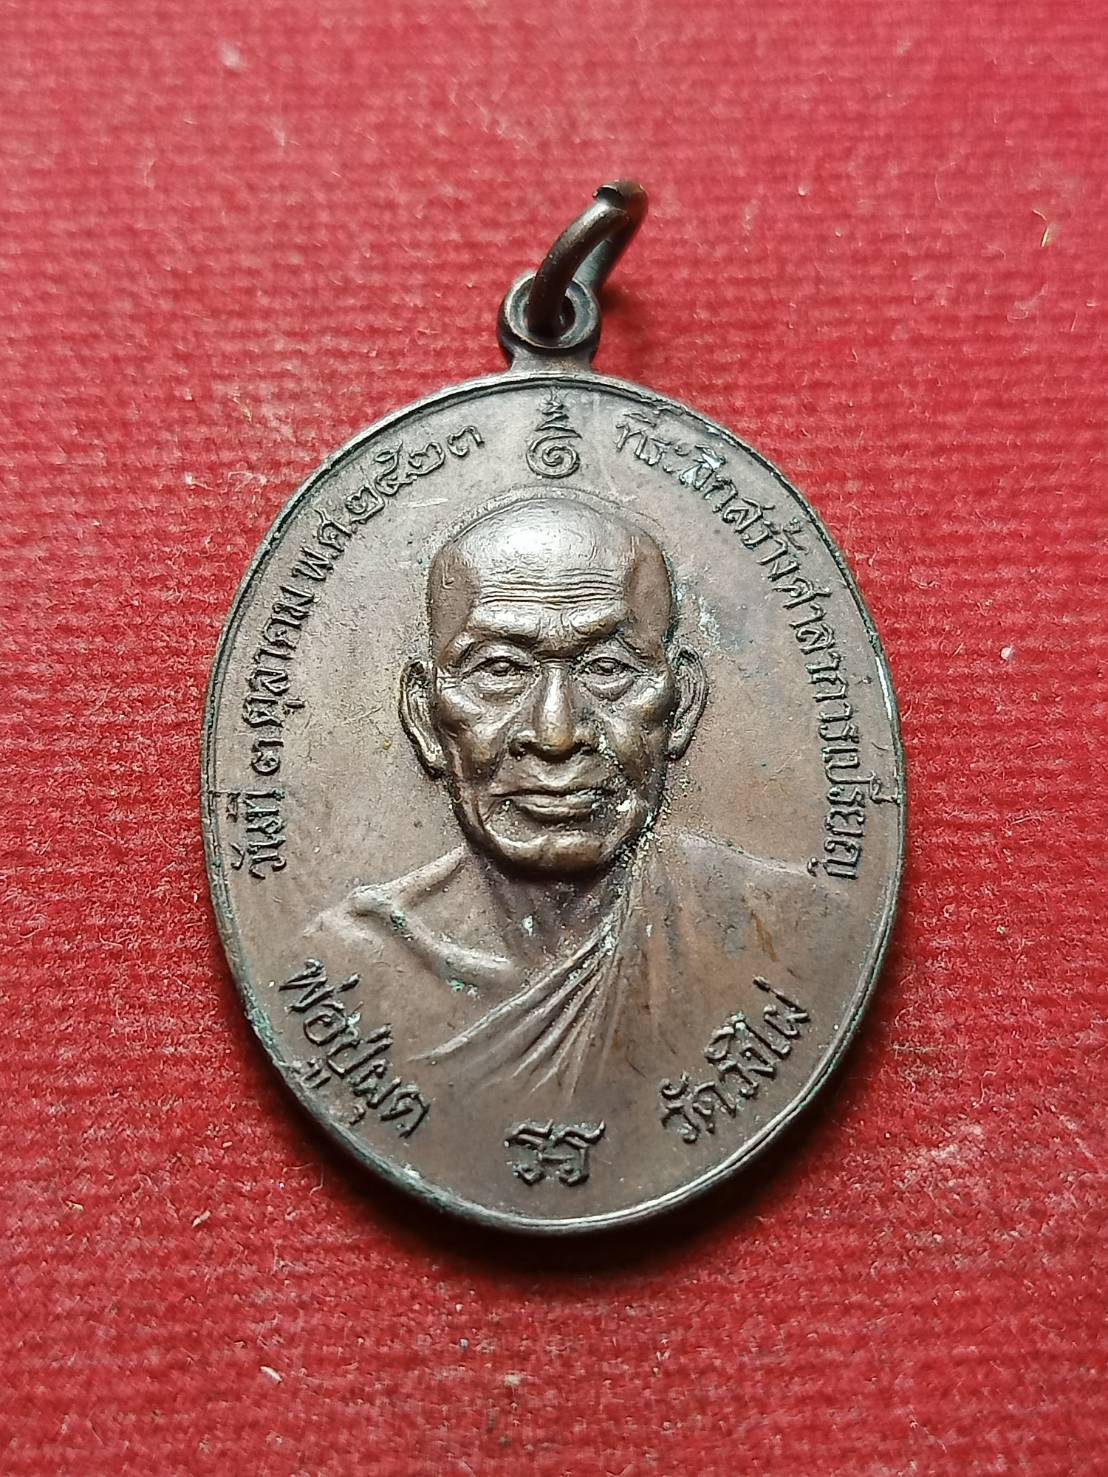 วันที่ ๓ ตุลาคม พ.ศ.๒๕๒๓
ที่ระลึกสร้างศาลาการเปรียญ
พ่อปู่ผุด
วัดวังไผ่